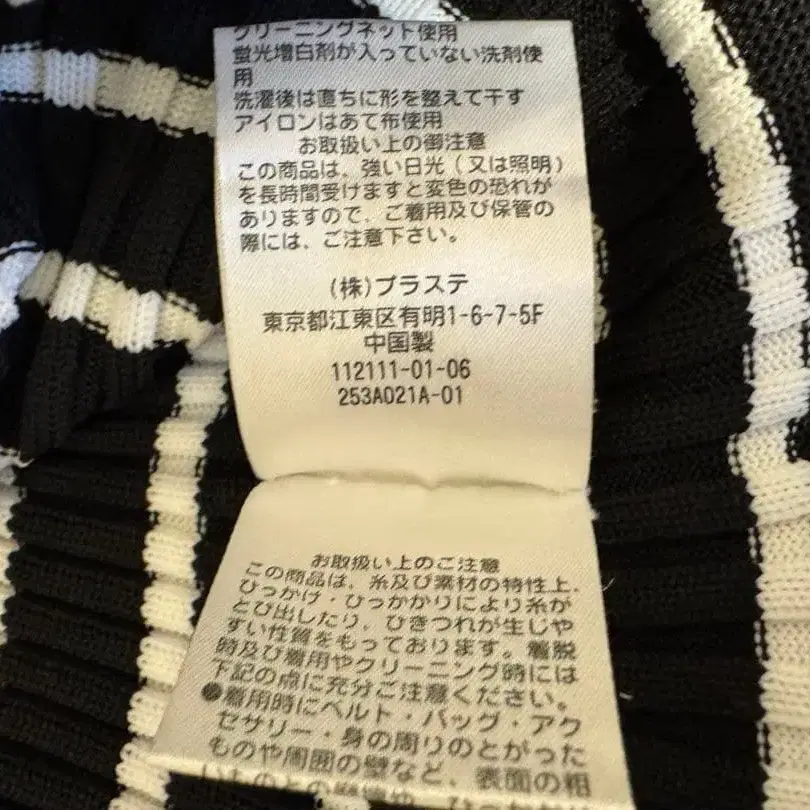 クリーニングネット使用
蛍光増白剤が入っていない洗剤使
用
洗濯後は直ちに形を整えて干す
アイロンはあて布使用
お取扱い上の御注意
この商品は、強い日光(又は照明)
を長時間受けますと変色の恐れが
ありますので、ご着用及び保管の
際には、ご注意下さい。
(株)プラステ
東京都江東区有明1-6-7-5F
中国製
112111-01-06
253A021A-01
お取扱い上のご注意
この商品は、糸及び素材の特性上、
ひっかけ・ひっかかりにより糸が
とび出したり、ひきつれが生じや
すい性質をもっております。着脱
時及び着用やクリーニング時には
下記の点に充分ご注意ください。
●着用時にベルト・バッグ・アク
セサリー・身の周りのとがった
ものや周囲の壁など、表面の粗
いものとの